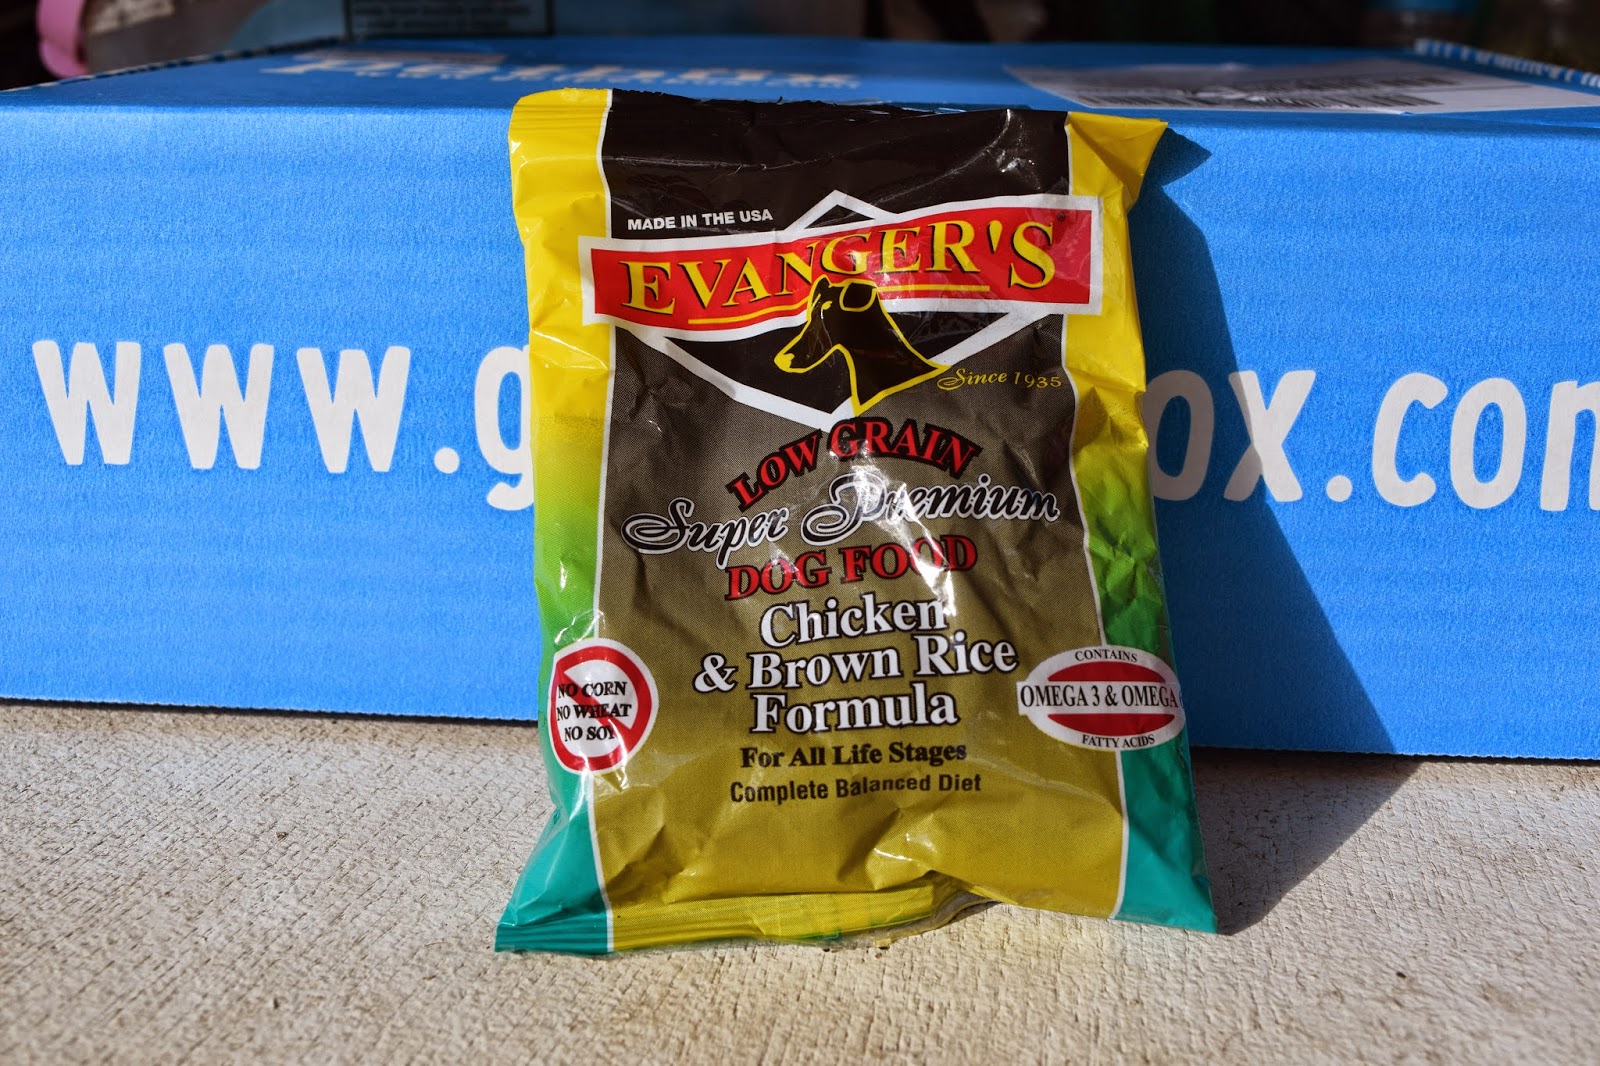 www.g
ox.con
MADE IN THE USA
EVANGER'S
Since 1935
LOW GRAIN
Super Premium
DOG FOOD
Chicken
& Brown Rice
Formula
For All Life Stages
Complete Balanced Diet
NO CORN
NO WHEAT
NO SOY
CONTAINS
OMEGA 3 & OMEGA
FATTY ACIDS